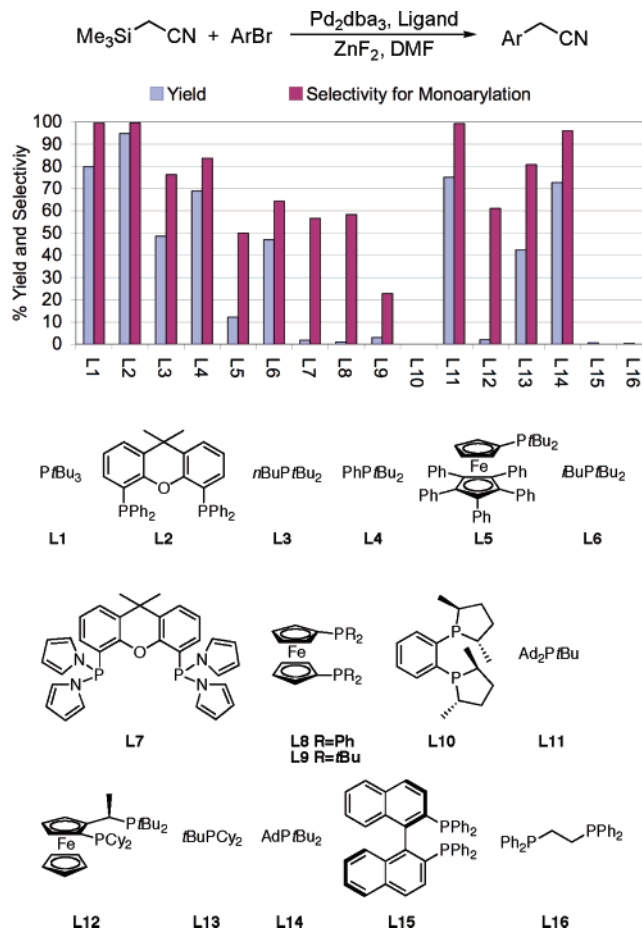 Me₃Si CN + ArBr Pd₂dba₃, Ligand Ar CN
ZnF₂, DMF
Yield Selectivity for Monoarylation
% Yield and Selectiviy
100
90
80
70
60
50
40
30
20
10
0
L1 L2 L3 L4 L5 L6 L7 L8 L9 L10 L11 L12 L13 L14 L15 L16
PtBu₃ O PPh₂ PPh₂ nBuPtBu₂ PhPtBu₂ PtBu₂ Fe Ph Ph Ph Ph Ph iBuPtBu₂
L1 L2 L3 L4 L5 L6
N P N O N P N PR₂ Fe PR₂ P P Ad₂PtBu
L7 L8 R=Ph L10 L11
L9 R=tBu
PtBu₂ Fe PCy₂ tBuPCy₂ AdPtBu₂ PPh₂ PPh₂ Ph₂P PPh₂
L12 L13 L14 L15 L16